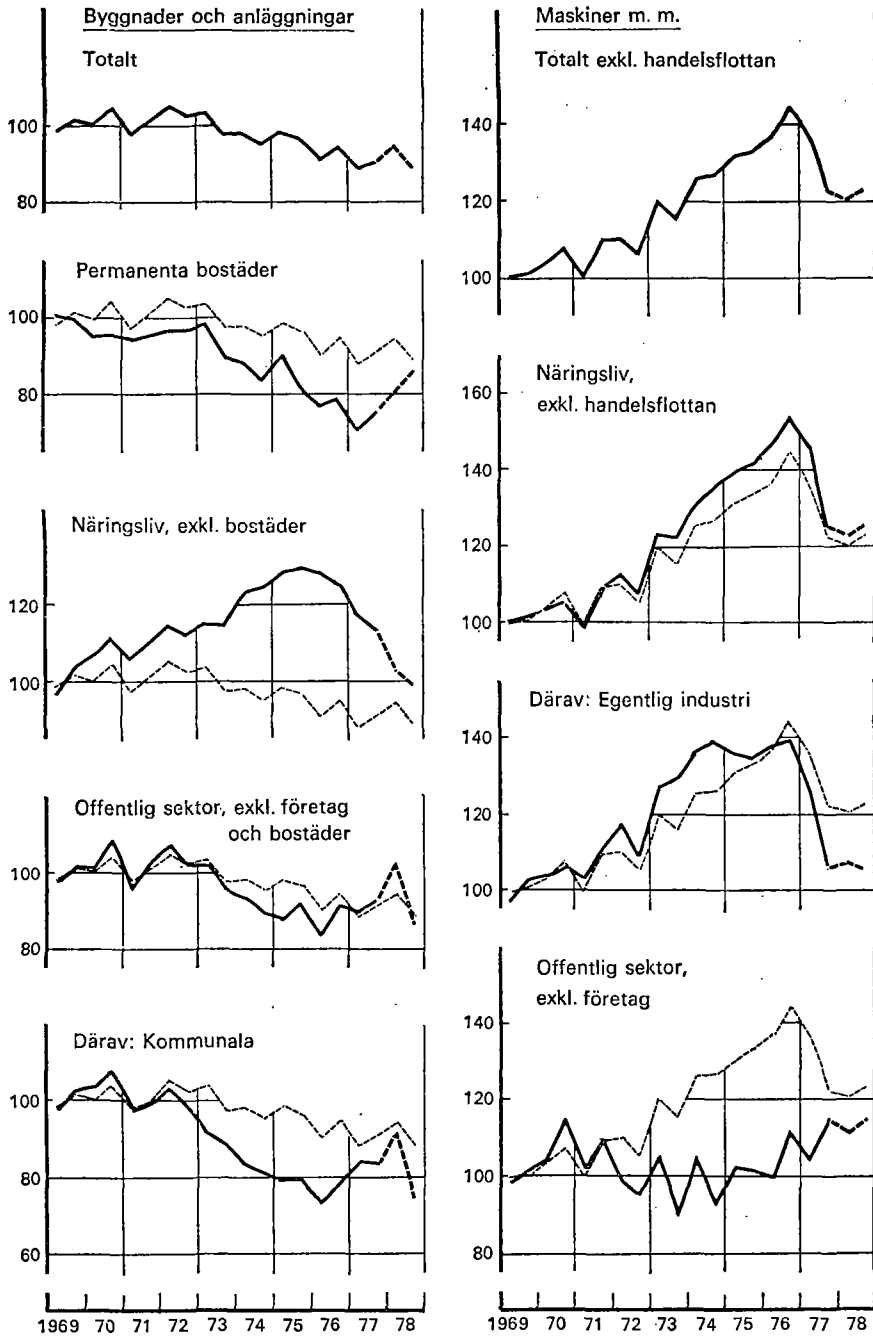 Byggnader och anläggningar
Totalt
100
80
Permanenta bostäder
100
80
Näringsliv, exkl. bostäder
120
100
Offentlig sektor, exkl. företag
och bostäder
100
80
Därav: Kommunala
100
80
60
1969 70 71 72 73 74 75 76 77 78
Maskiner m. m.
Totalt exkl. handelsflottan
140
120
100
Näringsliv,
exkl. handelsflottan
160
140
120
100
Därav: Egentlig industri
140
120
100
Offentlig sektor,
exkl. företag
140
120
100
80
1969 70 71 72 73 74 75 76 77 78